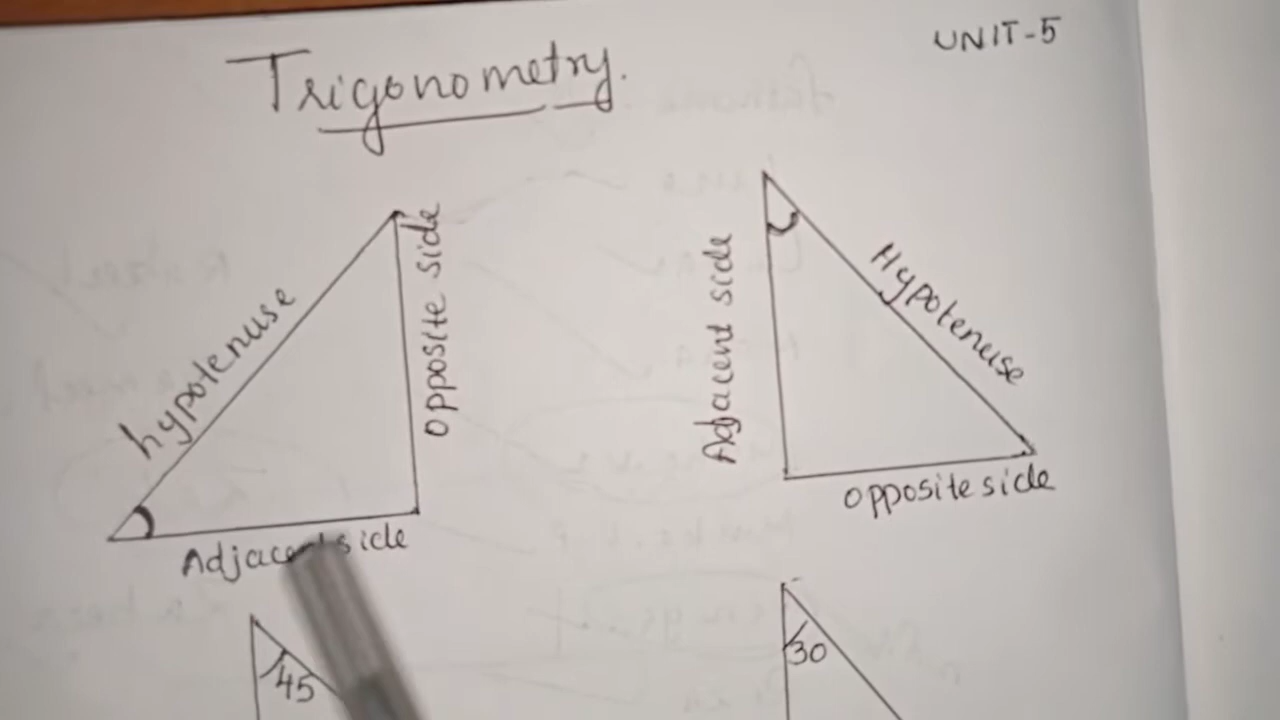 UNIT-5
Trigonometry.
hypotenuse
opposite side
Adjacent side
Adjacent side
Hypotenuse
opposite side
45
30